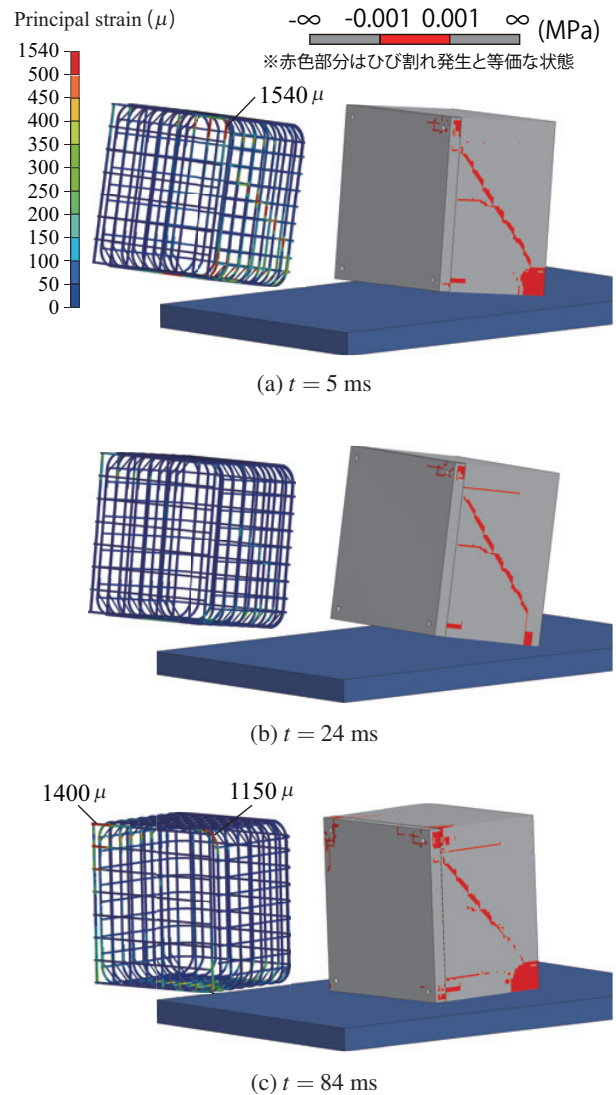 Principal strain (μ)
-∞ -0.001 0.001 ∞ (MPa)
※赤色部分はひび割れ発生と等価な状態
1540
500
450
400
350
300
250
200
150
100
50
0
1540 μ
(a) t = 5 ms
(b) t = 24 ms
1400 μ
1150 μ
(c) t = 84 ms